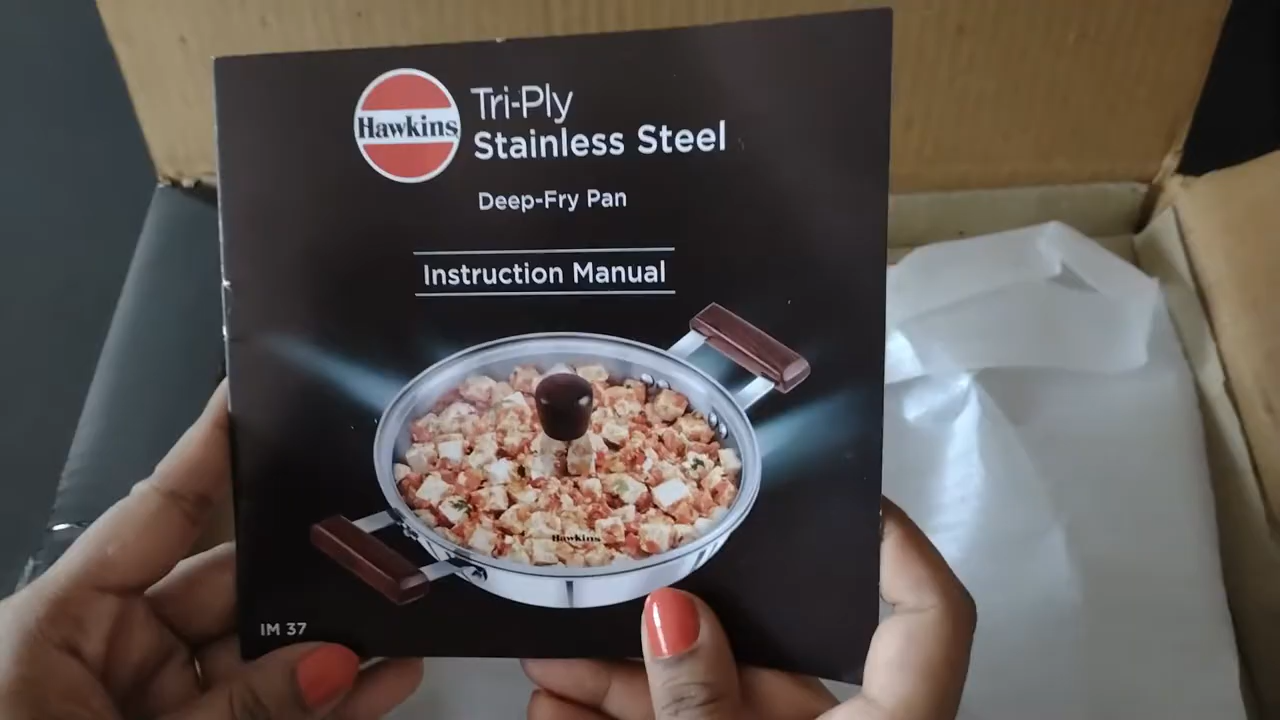 Hawkins
Tri-Ply
Stainless Steel
Deep-Fry Pan
Instruction Manual
Hawkins
IM 37